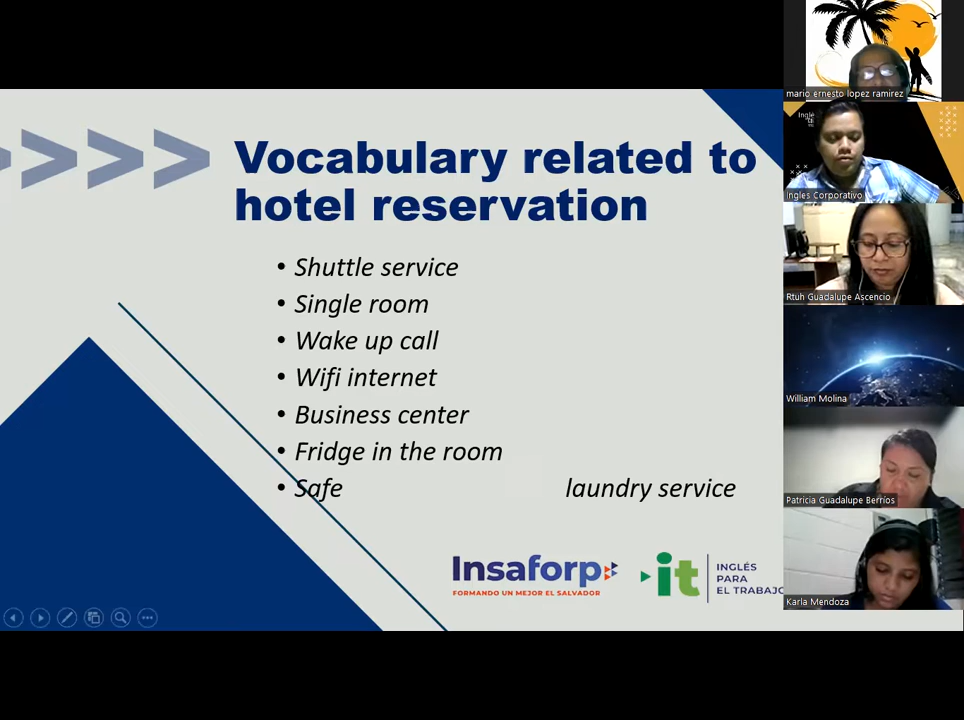 Vocabulary related to
hotel reservation
• Shuttle service
• Single room
• Wake up call
• Wifi internet
• Business center
• Fridge in the room
• Safe laundry service
Insaforp
FORMANDO UN MEJOR EL SALVADOR
it
INGLÉS
PARA
EL TRABAJO
mario ernesto lopez ramirez
Ingles Corporativo
Rtuh Guadalupe Ascencio
William Molina
Patricia Guadalupe Berríos
Karla Mendoza